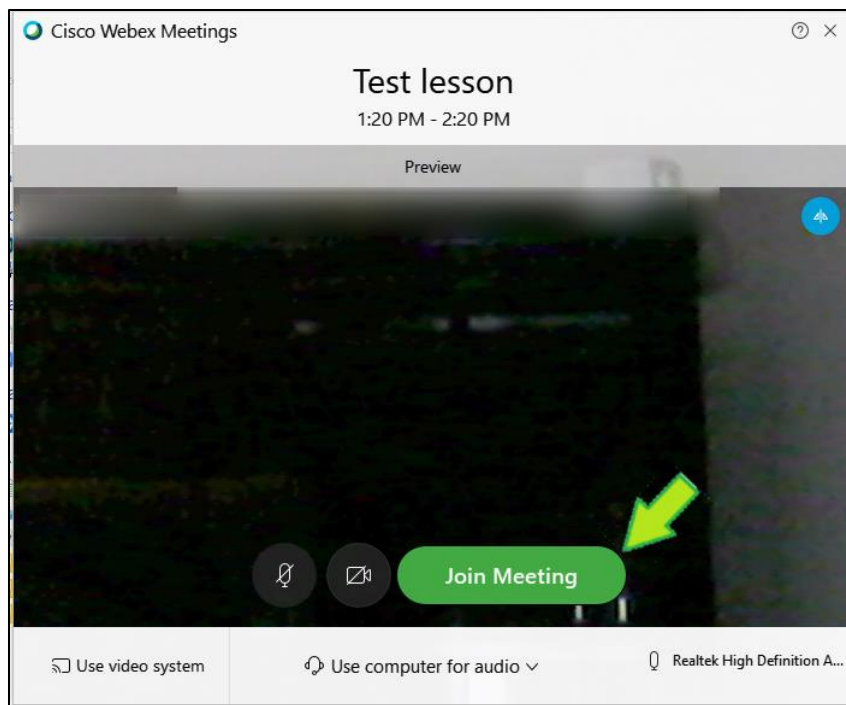 Cisco Webex Meetings
Test lesson
1:20 PM - 2:20 PM
Preview
Join Meeting
Use video system
Use computer for audio
Realtek High Definition A...